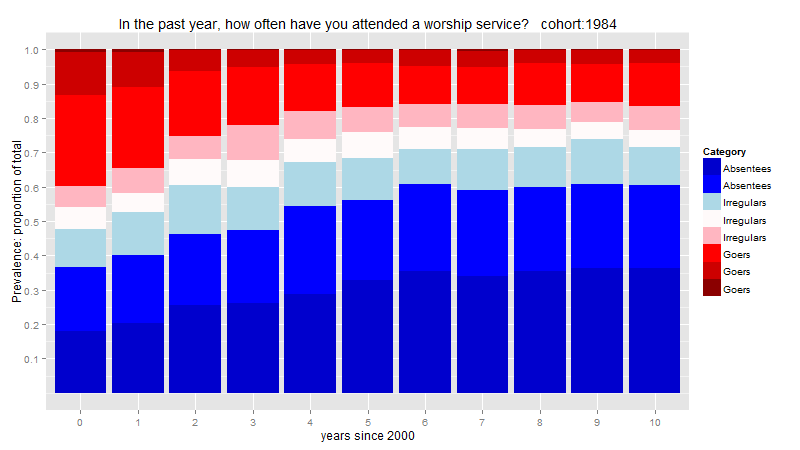 In the past year, how often have you attended a worship service?   cohort:1984
Prevalence: proportion of total
1.0
0.9
0.8
0.7
0.6
0.5
0.4
0.3
0.2
0.1
0 1 2 3 4 5 6 7 8 9 10
years since 2000
Category
Absentees
Absentees
Irregulars
Irregulars
Irregulars
Goers
Goers
Goers